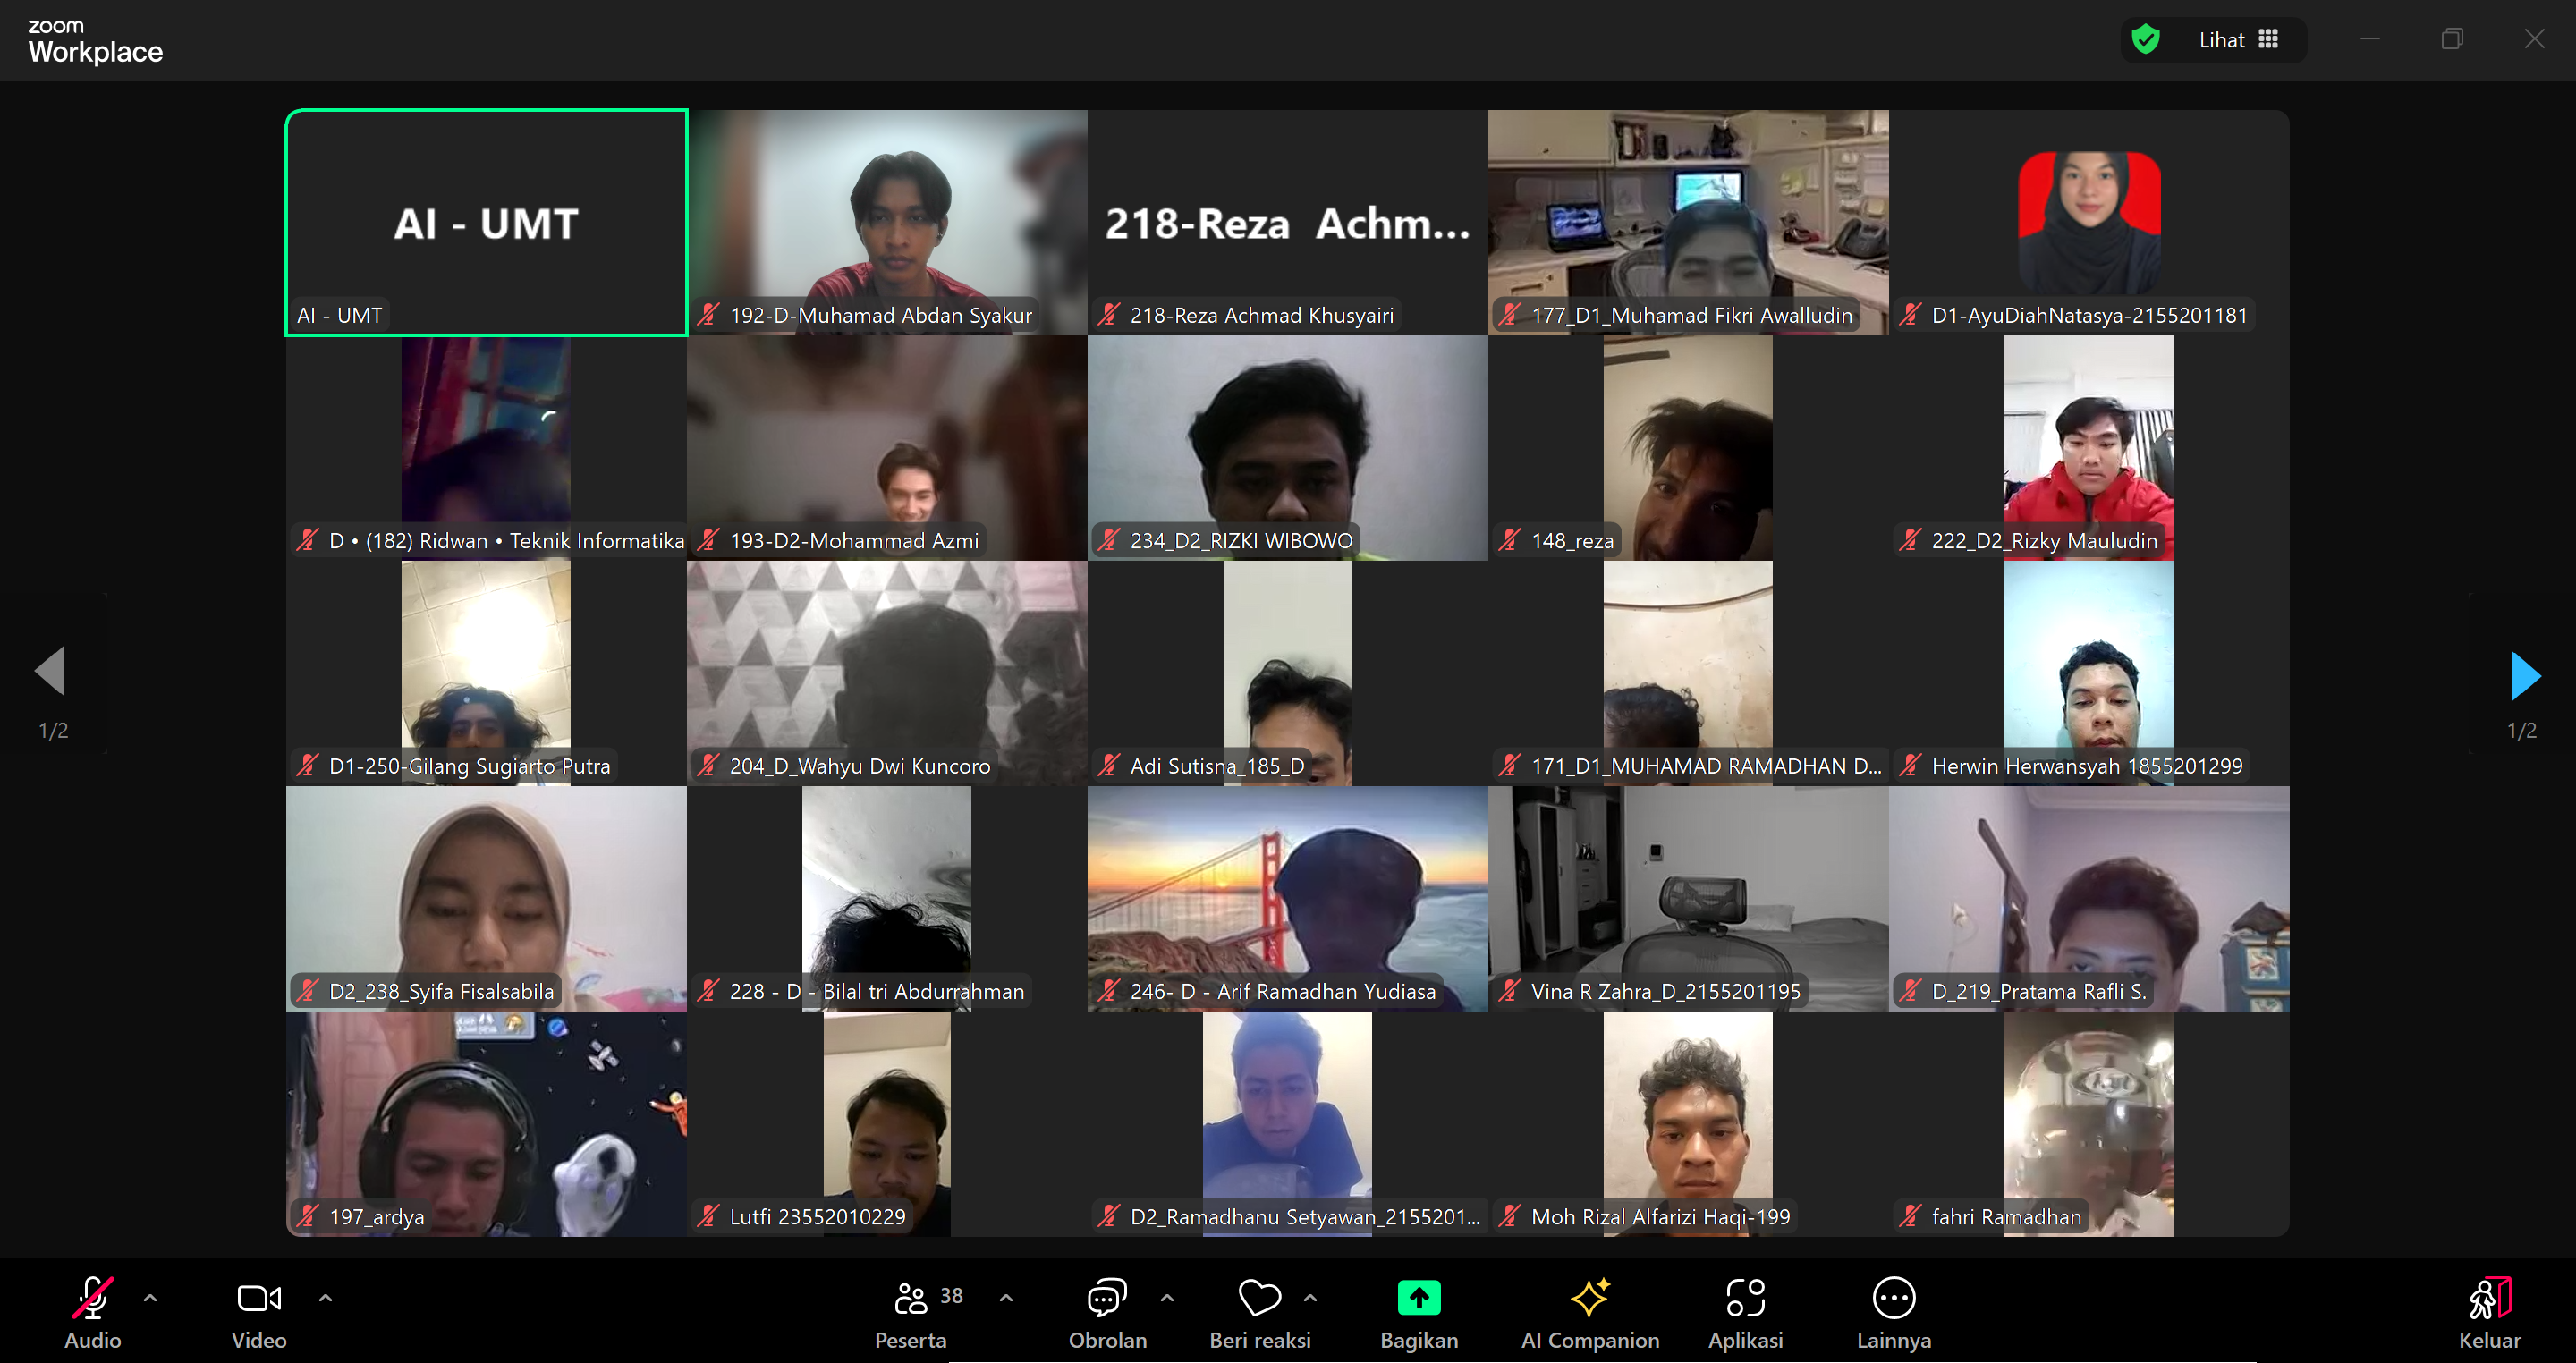 zoom
Workplace
Lihat
AI - UMT
AI - UMT
192-D-Muhamad Abdan Syakur
218-Reza Achm...
218-Reza Achmad Khusyairi
177_D1_Muhamad Fikri Awalludin
D1-AyuDiahNatasya-2155201181
D • (182) Ridwan • Teknik Informatika
193-D2-Mohammad Azmi
234_D2_RIZKI WIBOWO
148_reza
222_D2_Rizky Mauludin
D1-250-Gilang Sugiarto Putra
204_D_Wahyu Dwi Kuncoro
Adi Sutisna_185_D
171_D1_MUHAMAD RAMADHAN D...
Herwin Herwansyah 1855201299
1/2
1/2
D2_238_Syifa Fisalsabila
228 - D - Bilal tri Abdurrahman
246- D - Arif Ramadhan Yudiasa
Vina R Zahra_D_2155201195
D_219_Pratama Rafli S.
197_ardya
Lutfi 23552010229
D2_Ramadhanu Setyawan_2155201...
Moh Rizal Alfarizi Haqi-199
fahri Ramadhan
Audio
Video
Peserta
38
Obrolan
Beri reaksi
Bagikan
AI Companion
Aplikasi
Lainnya
Keluar